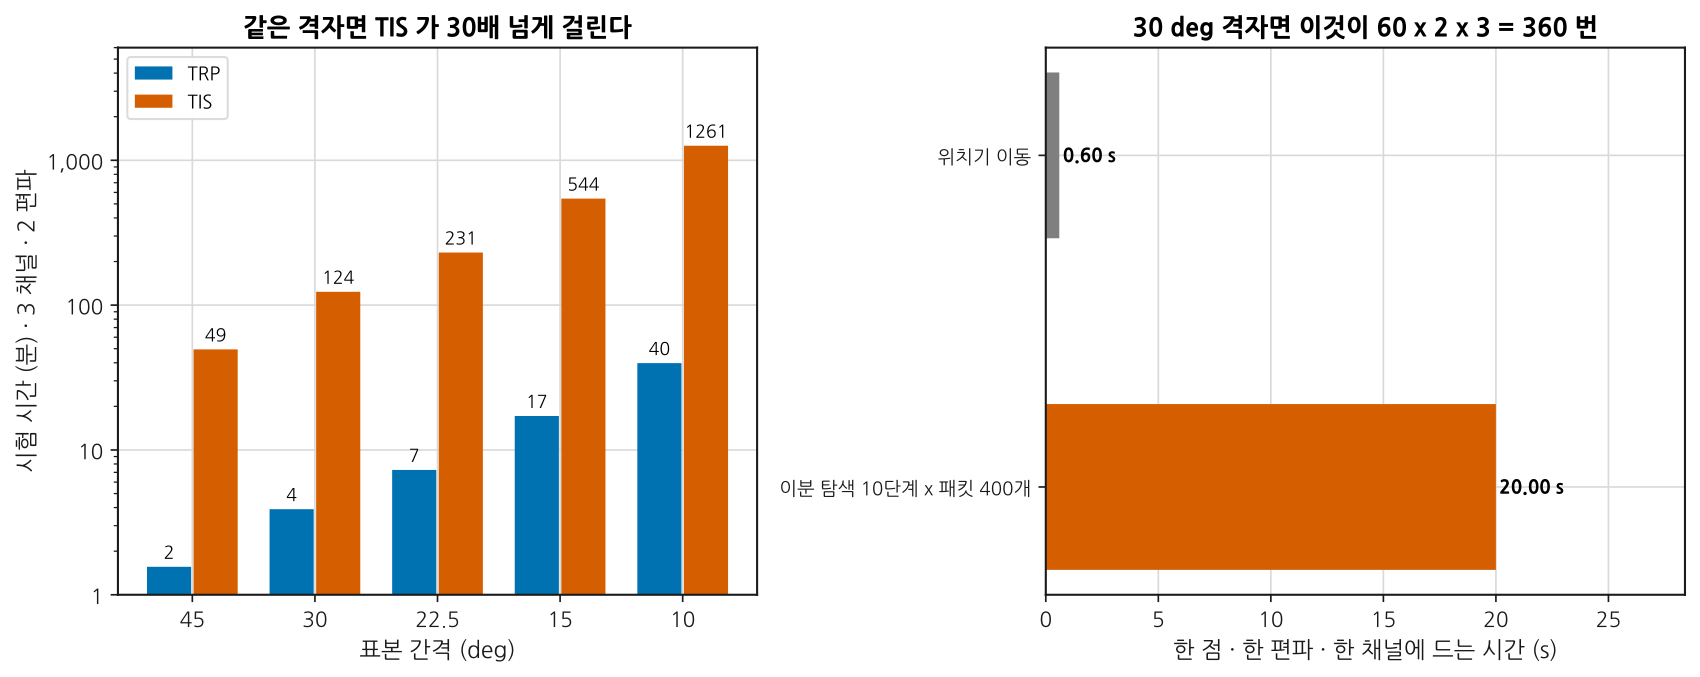 같은 격자면 TIS 가 30배 넘게 걸린다
TRP
TIS
시험 시간 (분) · 3 채널 · 2 편파
1,000
100
10
1
2
49
4
124
7
231
17
544
40
1261
45
30
22.5
15
10
표본 간격 (deg)
30 deg 격자면 이것이 60 x 2 x 3 = 360 번
위치기 이동
0.60 s
이분 탐색 10단계 x 패킷 400개
20.00 s
0
5
10
15
20
25
한 점 · 한 편파 · 한 채널에 드는 시간 (s)